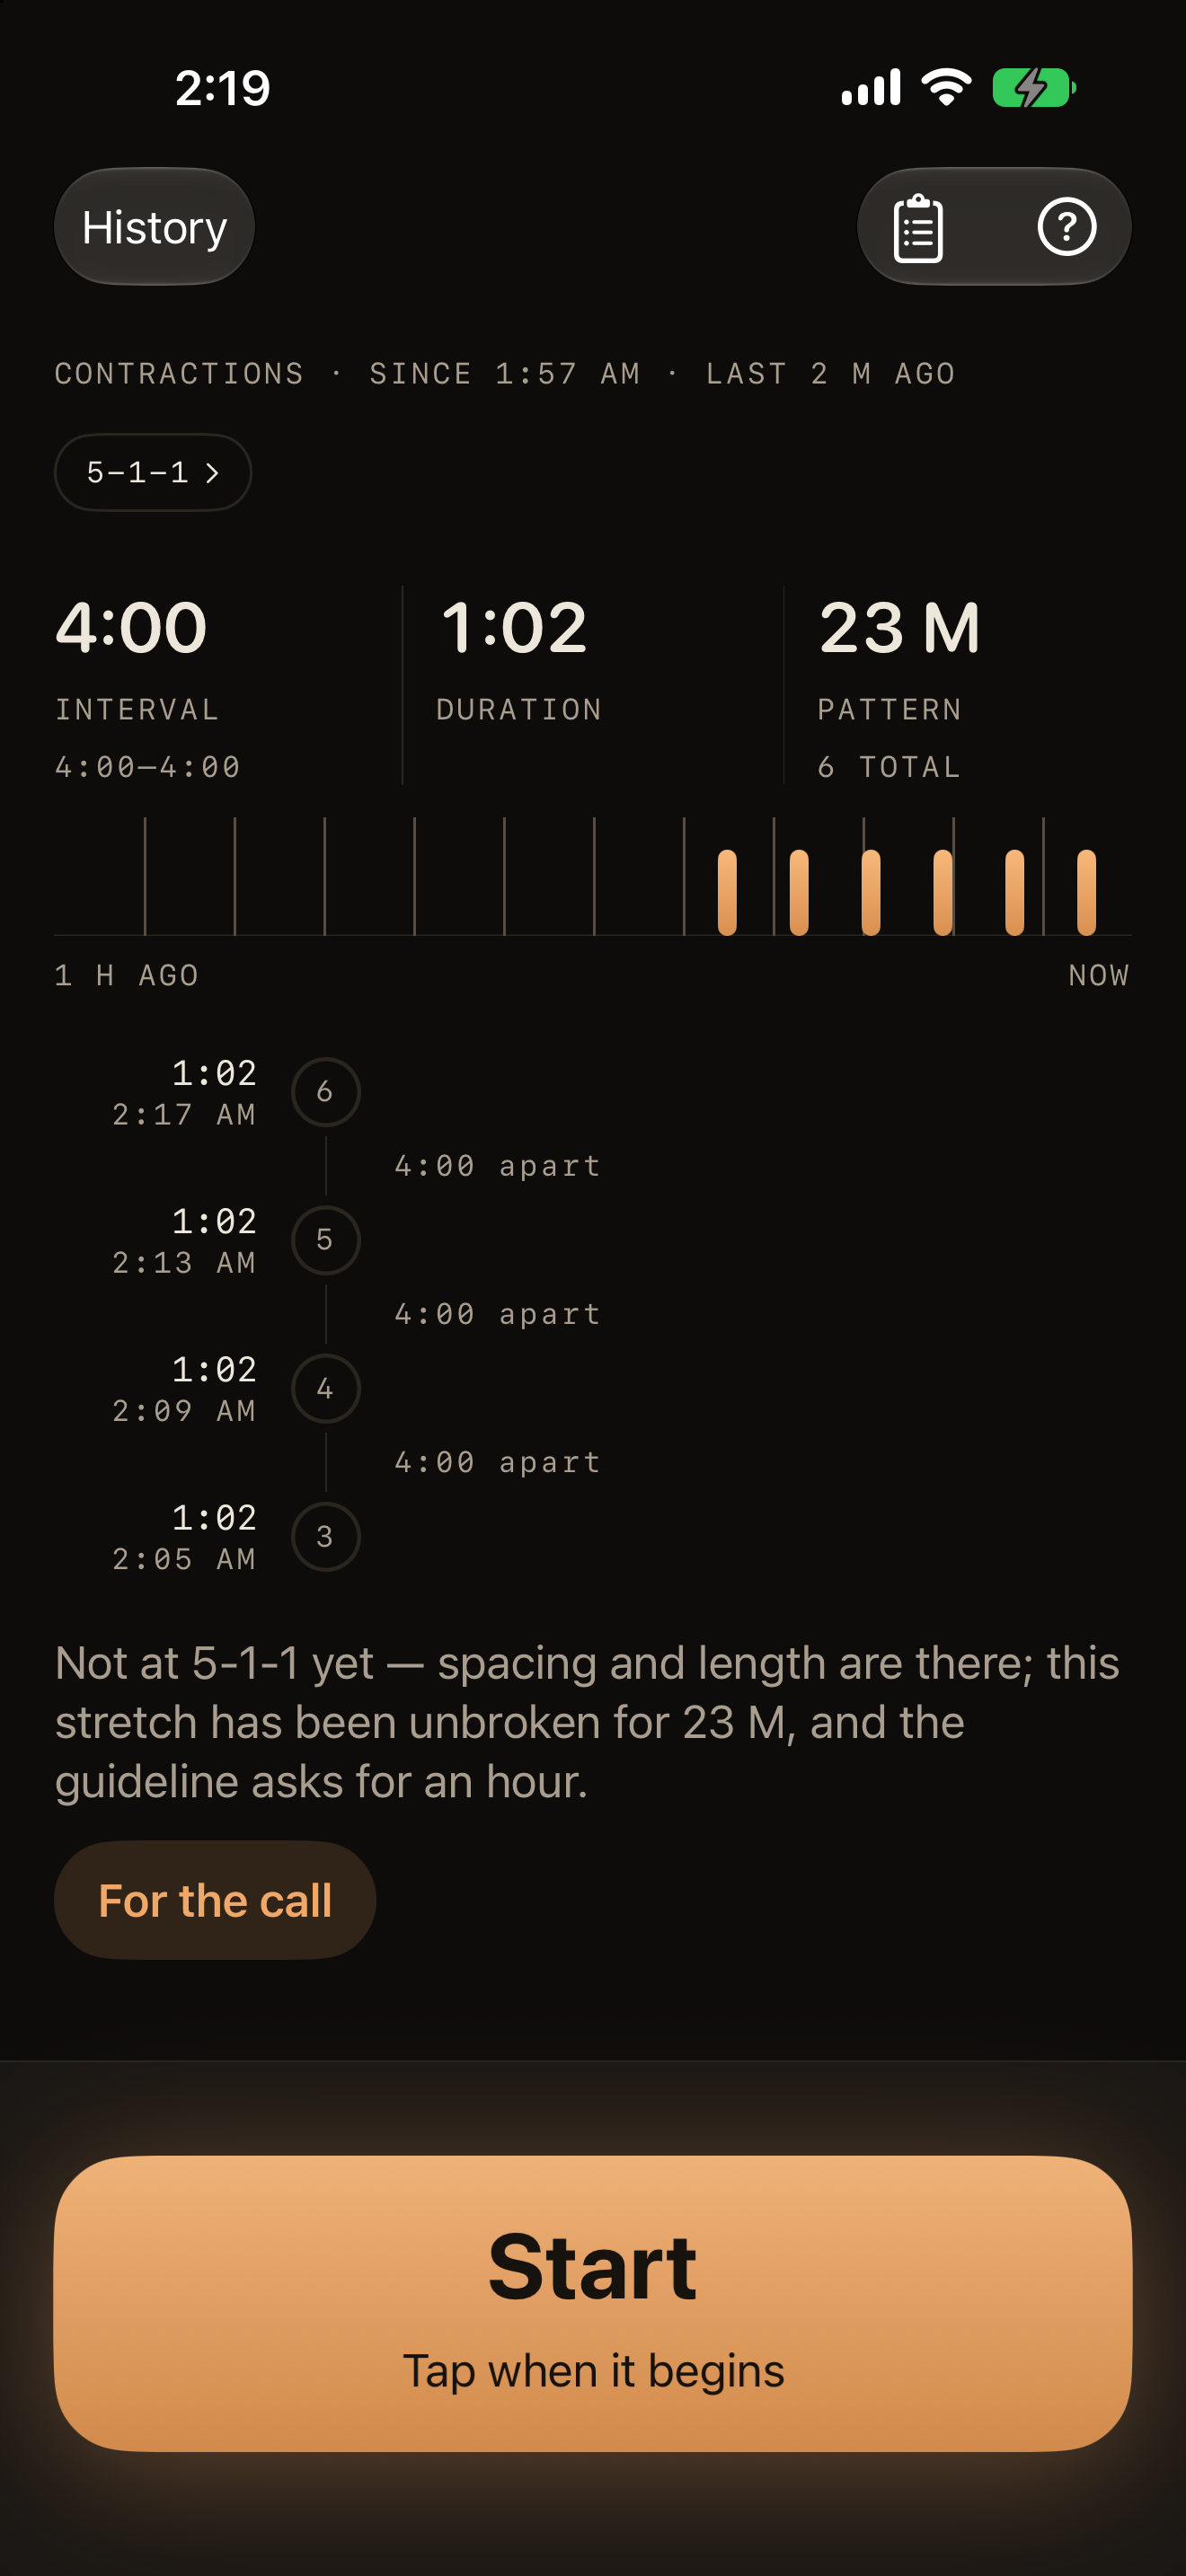 2:19
History
?
CONTRACTIONS · SINCE 1:57 AM · LAST 2 M AGO
5–1–1 >
4:00 1:02 23 M
INTERVAL DURATION PATTERN
4:00—4:00 6 TOTAL
1 H AGO NOW
1:02
2:17 AM
6
4:00 apart
1:02
2:13 AM
5
4:00 apart
1:02
2:09 AM
4
4:00 apart
1:02
2:05 AM
3
Not at 5-1-1 yet — spacing and length are there; this
stretch has been unbroken for 23 M, and the
guideline asks for an hour.
For the call
Start
Tap when it begins